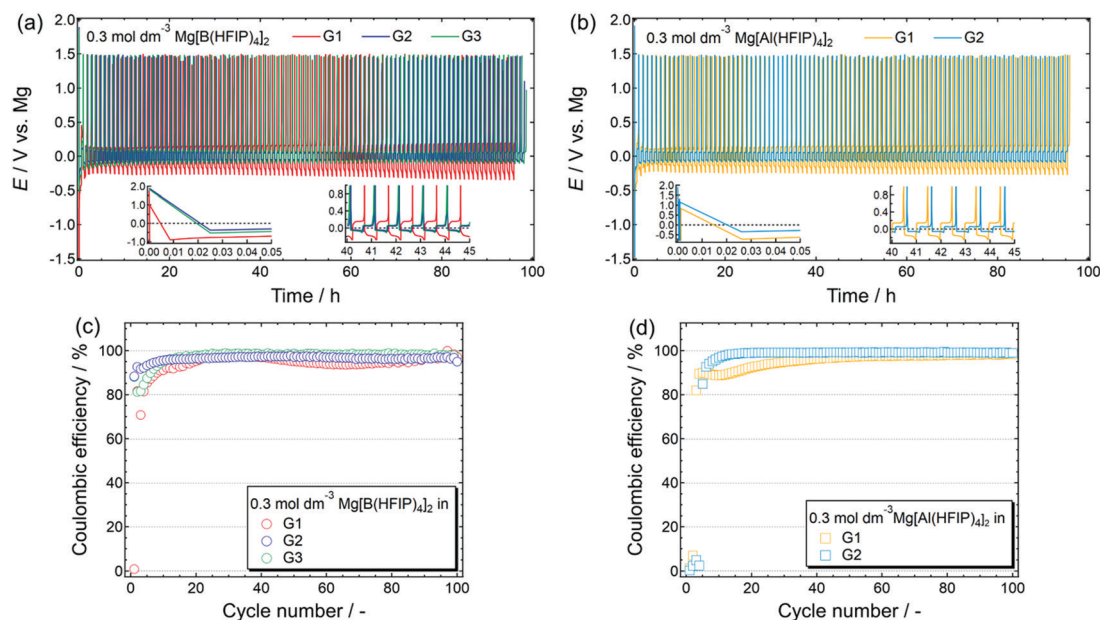 (a)
0.3 mol dm⁻³ Mg[B(HFIP)₄]₂ G1 G2 G3
E / V vs. Mg
2.0
1.5
1.0
0.5
0.0
-0.5
-1.0
-1.5
2.0
1.0
0.0
-1.0
0.00 0.01 0.02 0.03 0.04 0.05
0.8
0.4
0.0
40 41 42 43 44 45
0 20 40 60 80 100
Time / h
(b)
0.3 mol dm⁻³ Mg[Al(HFIP)₄]₂ G1 G2
E / V vs. Mg
2.0
1.5
1.0
0.5
0.0
-0.5
-1.0
-1.5
2.0
1.5
1.0
0.5
0.0
-0.5
0.00 0.01 0.02 0.03 0.04 0.05
0.8
0.4
0.0
40 41 42 43 44 45
0 20 40 60 80 100
Time / h
(c)
Coulombic efficiency / %
100
80
60
40
20
0
0.3 mol dm⁻³ Mg[B(HFIP)₄]₂ in
G1
G2
G3
0 20 40 60 80 100
Cycle number / -
(d)
Coulombic efficiency / %
100
80
60
40
20
0
0.3 mol dm⁻³Mg[Al(HFIP)₄]₂ in
G1
G2
0 20 40 60 80 100
Cycle number / -